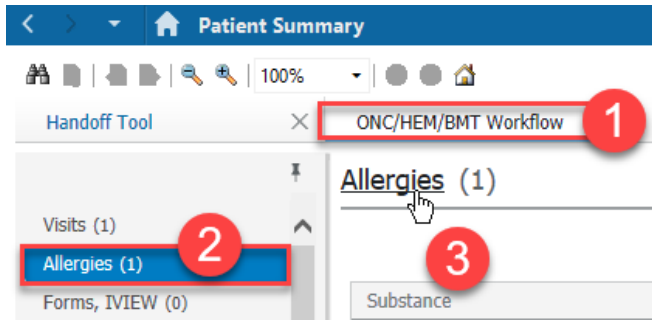 Patient Summary
100%
Handoff Tool
ONC/HEM/BMT Workflow
1
Allergies (1)
Visits (1)
2
Allergies (1)
3
Forms, IVIEW (0)
Substance